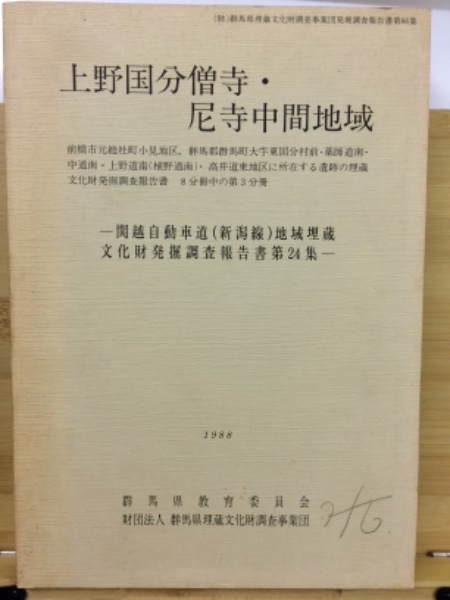 (財)群馬県埋蔵文化財調査事業団発掘調査報告書第86集
上野国分僧寺・
尼寺中間地域
前橋市元総社町小見地区、群馬郡群馬町大字東国分村前・薬師道南・
中道南・上野道南(植野道南)・高井道東地区に所在する遺跡の埋蔵
文化財発掘調査報告書 8分冊中の第3分冊
―関越自動車道(新潟線)地域埋蔵
文化財発掘調査報告書第24集―
1988
群馬県教育委員会
財団法人 群馬県埋蔵文化財調査事業団